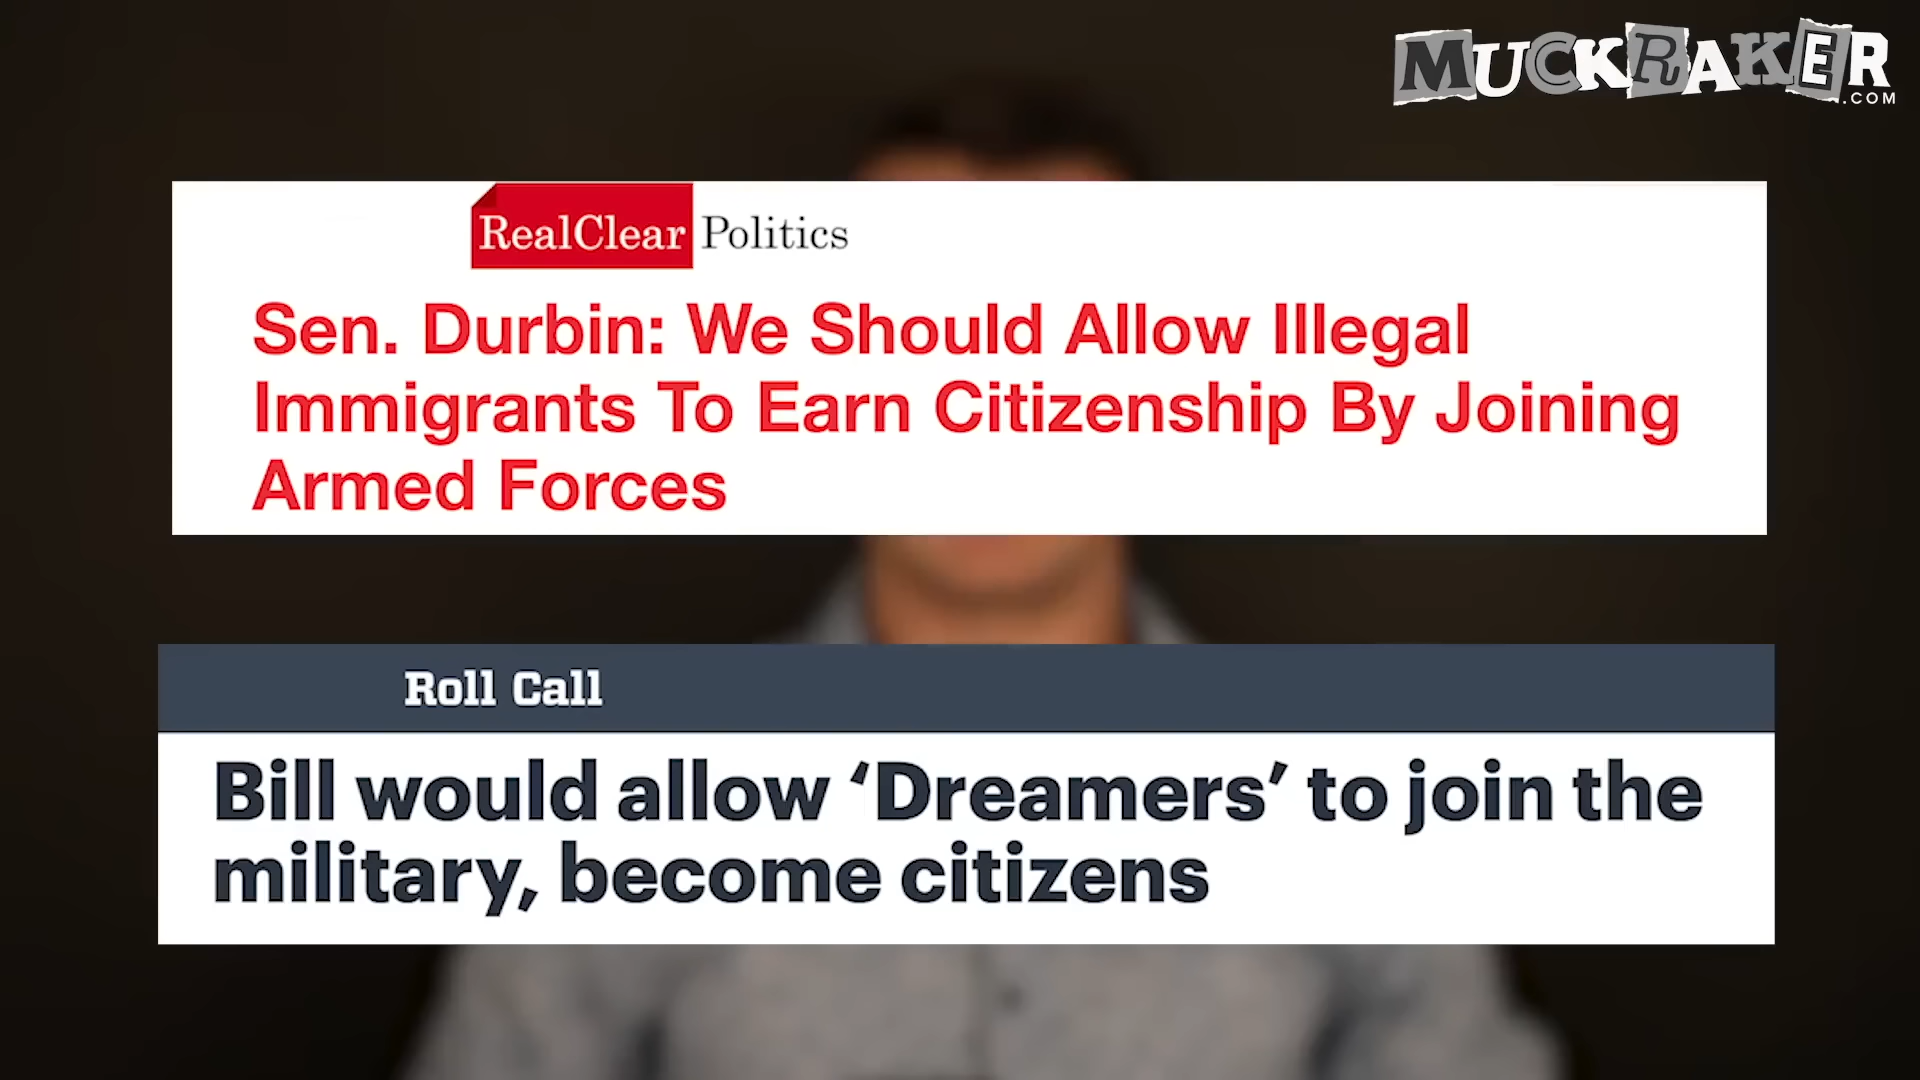 MUCKRAKER
.COM
RealClear Politics
Sen. Durbin: We Should Allow Illegal
Immigrants To Earn Citizenship By Joining
Armed Forces
Roll Call
Bill would allow ‘Dreamers’ to join the
military, become citizens